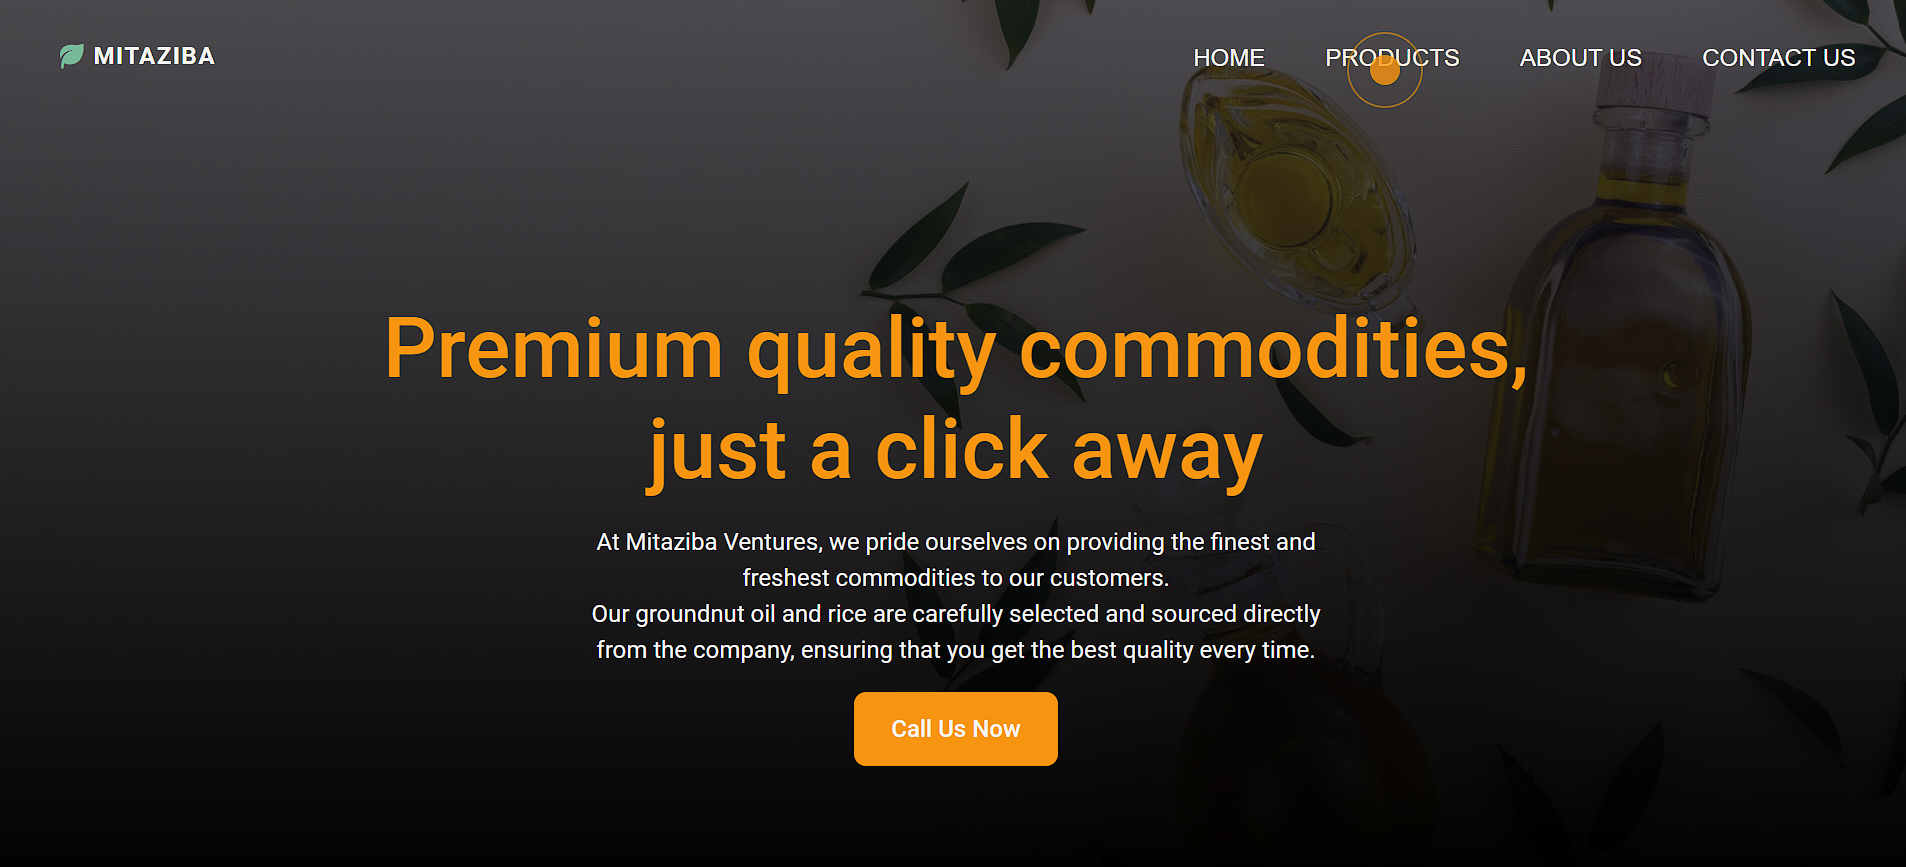 MITAZIBA
HOME PRODUCTS ABOUT US CONTACT US
Premium quality commodities,
just a click away
At Mitaziba Ventures, we pride ourselves on providing the finest and
freshest commodities to our customers.
Our groundnut oil and rice are carefully selected and sourced directly
from the company, ensuring that you get the best quality every time.
Call Us Now